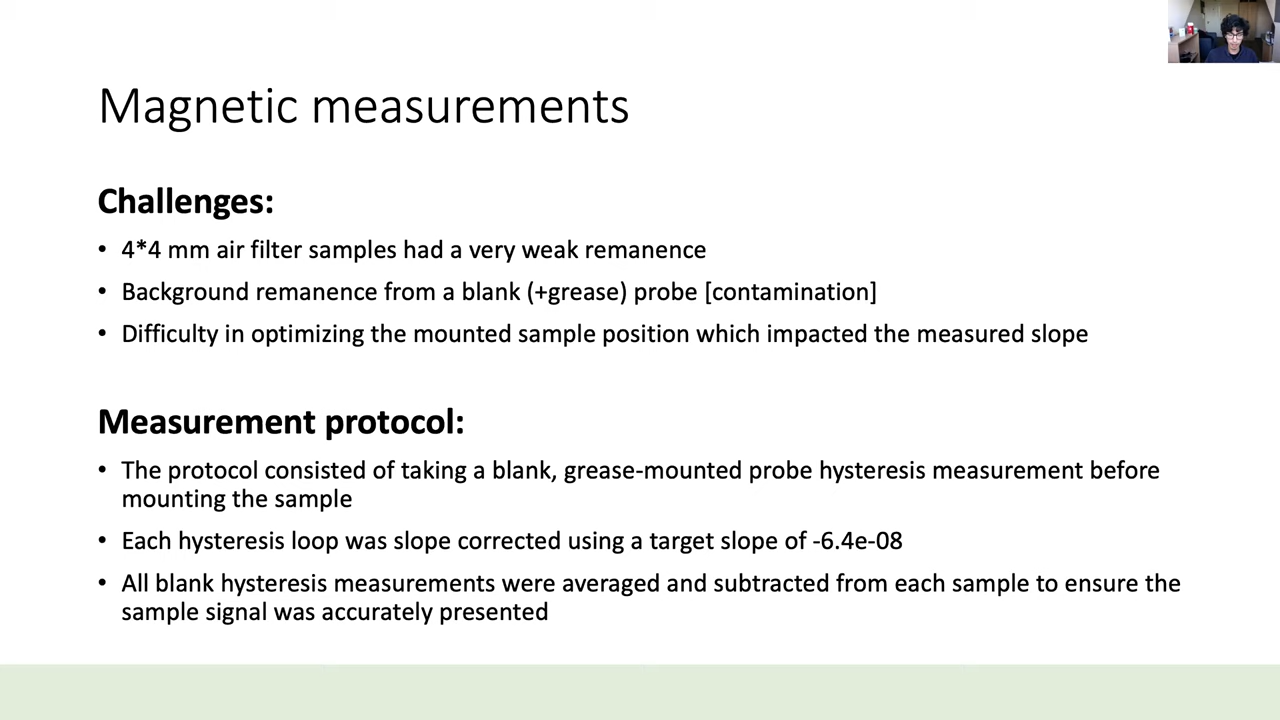 Magnetic measurements
Challenges:
• 4*4 mm air filter samples had a very weak remanence
• Background remanence from a blank (+grease) probe [contamination]
• Difficulty in optimizing the mounted sample position which impacted the measured slope
Measurement protocol:
• The protocol consisted of taking a blank, grease-mounted probe hysteresis measurement before
mounting the sample
• Each hysteresis loop was slope corrected using a target slope of -6.4e-08
• All blank hysteresis measurements were averaged and subtracted from each sample to ensure the
sample signal was accurately presented